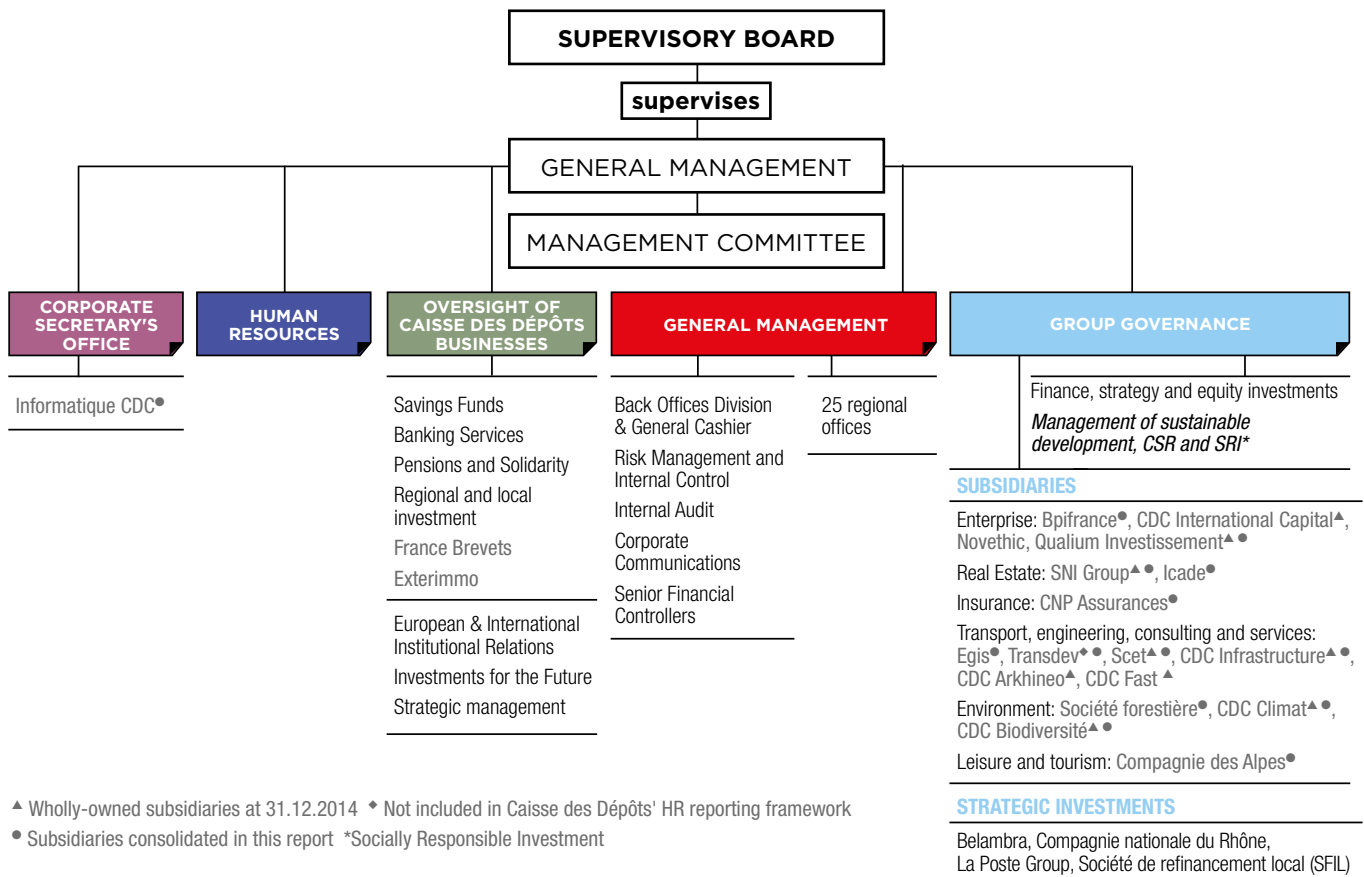 SUPERVISORY BOARD
supervises
GENERAL MANAGEMENT
MANAGEMENT COMMITTEE
CORPORATE
SECRETARY'S
OFFICE
Informatique CDC●
HUMAN
RESOURCES
OVERSIGHT OF
CAISSE DES DÉPÔTS
BUSINESSES
Savings Funds
Banking Services
Pensions and Solidarity
Regional and local
investment
France Brevets
Exterimmo
European & International
Institutional Relations
Investments for the Future
Strategic management
GENERAL MANAGEMENT
Back Offices Division
& General Cashier
Risk Management and
Internal Control
Internal Audit
Corporate
Communications
Senior Financial
Controllers
25 regional
offices
GROUP GOVERNANCE
Finance, strategy and equity investments
Management of sustainable
development, CSR and SRI*
SUBSIDIARIES
Enterprise: Bpifrance●, CDC International Capital▲,
Novethic, Qualium Investissement▲ ●
Real Estate: SNI Group▲ ●, Icade●
Insurance: CNP Assurances●
Transport, engineering, consulting and services:
Egis●, Transdev◆ ●, Scet▲ ●, CDC Infrastructure▲ ●,
CDC Arkhineo▲, CDC Fast ▲
Environment: Société forestière●, CDC Climat▲ ●,
CDC Biodiversité▲ ●
Leisure and tourism: Compagnie des Alpes●
STRATEGIC INVESTMENTS
Belambra, Compagnie nationale du Rhône,
La Poste Group, Société de refinancement local (SFIL)
▲ Wholly-owned subsidiaries at 31.12.2014 ◆ Not included in Caisse des Dépôts' HR reporting framework
● Subsidiaries consolidated in this report *Socially Responsible Investment